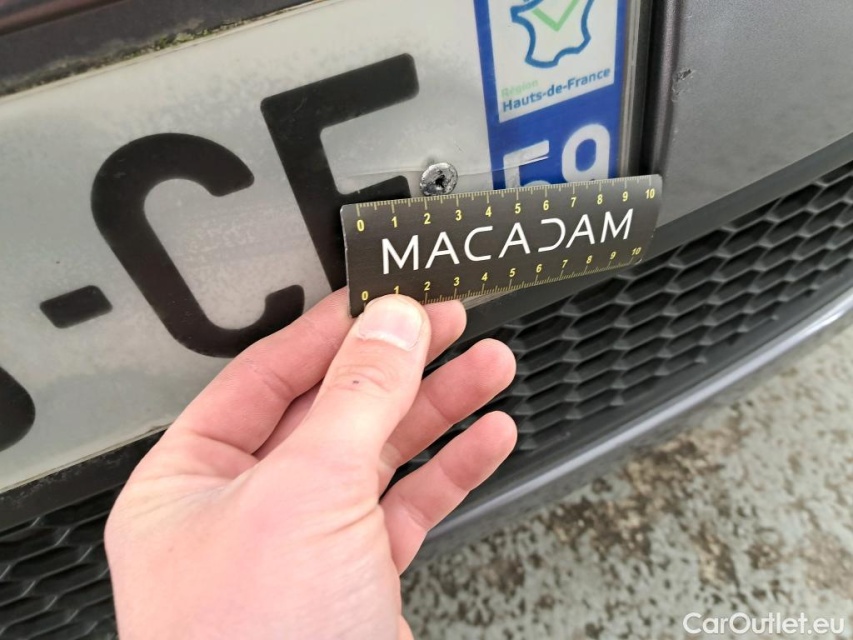 Région
Hauts-de-France
59
-CF
0 1 2 3 4 5 6 7 8 9 10
MACADAM
0 1 2 3 4 5 6 7 8 9 10
CarOutlet.eu